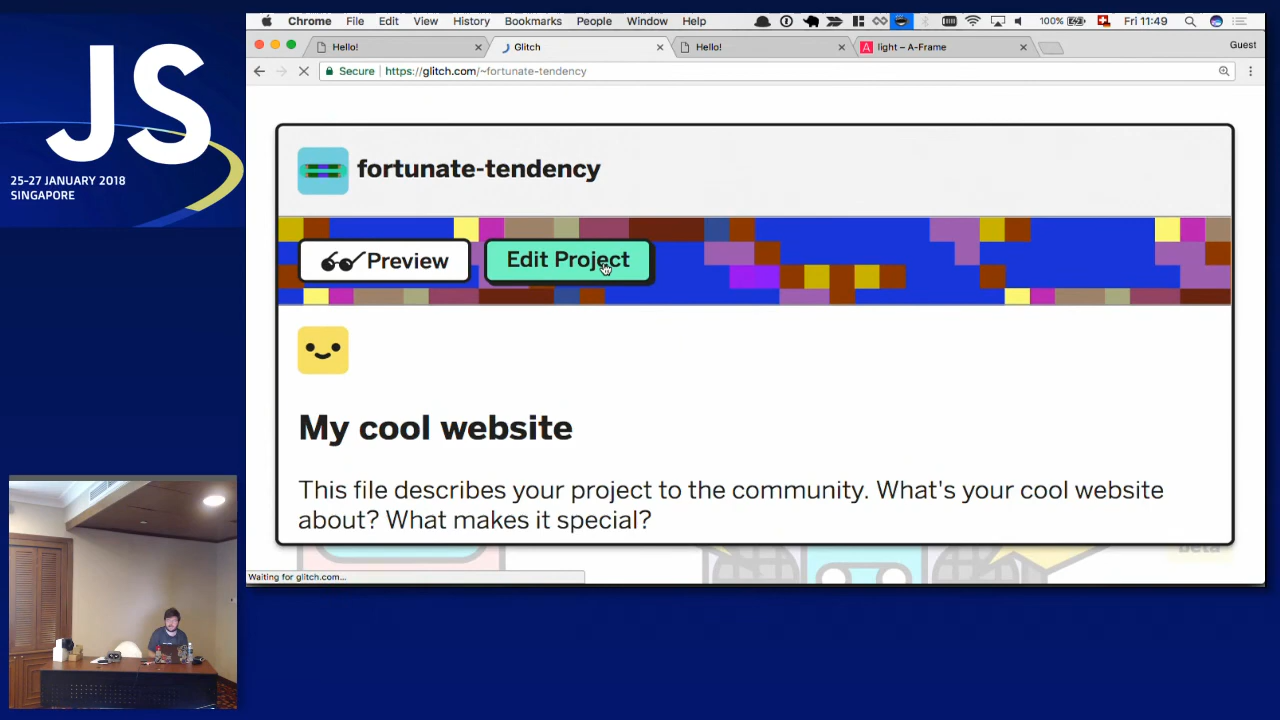 JS
25-27 JANUARY 2018
SINGAPORE
Chrome File Edit View History Bookmarks People Window Help
100%
Fri 11:49
Hello!
Glitch
Hello!
light – A-Frame
Guest
Secure
https://glitch.com/~fortunate-tendency
fortunate-tendency
Preview
Edit Project
My cool website
This file describes your project to the community. What's your cool website
about? What makes it special?
beta
Waiting for glitch.com...